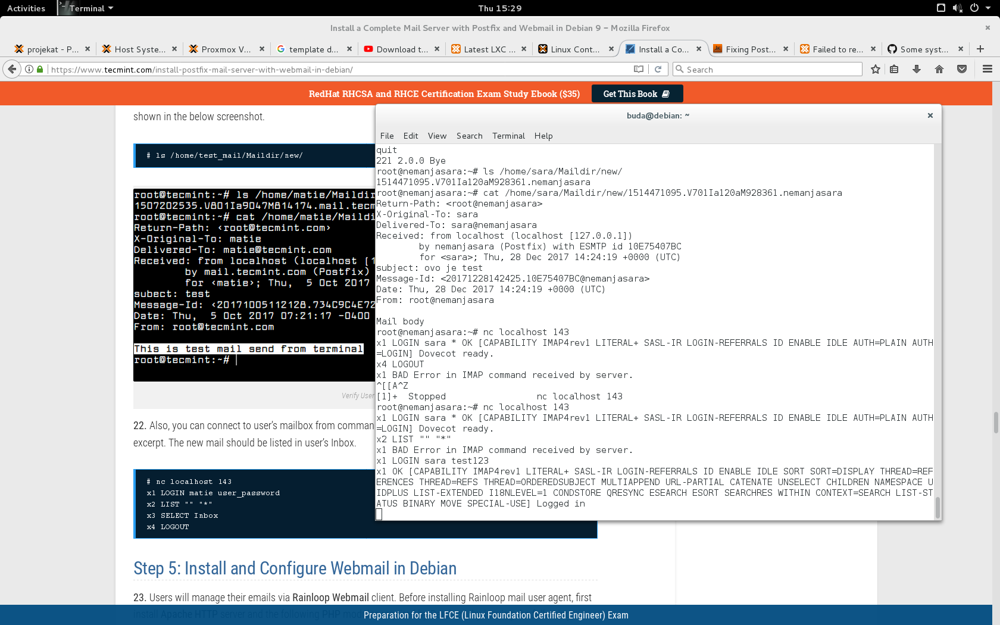 Activities
Terminal
Thu 15:29
Install a Complete Mail Server with Postfix and Webmail in Debian 9 – Mozilla Firefox
projekat - P...
Host Syste...
Proxmox V...
template d...
Download t...
Latest LXC ...
Linux Cont...
Install a Co...
Fixing Post...
Failed to re...
Some syst...
https://www.tecmint.com/install-postfix-mail-server-with-webmail-in-debian/
Search
RedHat RHCSA and RHCE Certification Exam Study Ebook ($35)
Get This Book
shown in the below screenshot.
# ls /home/test_mail/Maildir/new/
root@tecmint:~# ls /home/matie/Maildir
1507202535.V801Ia9047M814174.mail.tecm
root@tecmint:~# cat /home/matie/Maildi
Return-Path: <root@tecmint.com>
X-Original-To: matie
Delivered-To: matie@tecmint.com
Received: from localhost (localhost [1
by mail.tecmint.com (Postfix)
for <matie>; Thu,  5 Oct 2017
subect: test
Message-Id: <20171005112128.734C9C4E72
Date: Thu,  5 Oct 2017 07:21:17 -0400
From: root@tecmint.com
This is test mail send from terminal
root@tecmint:~#
Verify User
22. Also, you can connect to user's mailbox from comman
excerpt. The new mail should be listed in user's Inbox.
# nc localhost 143
x1 LOGIN matie user_password
x2 LIST "" "*"
x3 SELECT Inbox
x4 LOGOUT
Step 5: Install and Configure Webmail in Debian
23. Users will manage their emails via Rainloop Webmail client. Before installing Rainloop mail user agent, first
install Apache HTTP server and the following PHP mod
Preparation for the LFCE (Linux Foundation Certified Engineer) Exam
buda@debian: ~
File Edit View Search Terminal Help
quit
221 2.0.0 Bye
root@nemanjasara:~# ls /home/sara/Maildir/new/
1514471095.V701Ia120aM928361.nemanjasara
root@nemanjasara:~# cat /home/sara/Maildir/new/1514471095.V701Ia120aM928361.nemanjasara
Return-Path: <root@nemanjasara>
X-Original-To: sara
Delivered-To: sara@nemanjasara
Received: from localhost (localhost [127.0.0.1])
by nemanjasara (Postfix) with ESMTP id 10E75407BC
for <sara>; Thu, 28 Dec 2017 14:24:19 +0000 (UTC)
subject: ovo je test
Message-Id: <20171228142425.10E75407BC@nemanjasara>
Date: Thu, 28 Dec 2017 14:24:19 +0000 (UTC)
From: root@nemanjasara
Mail body
root@nemanjasara:~# nc localhost 143
x1 LOGIN sara * OK [CAPABILITY IMAP4rev1 LITERAL+ SASL-IR LOGIN-REFERRALS ID ENABLE IDLE AUTH=PLAIN AUTH
=LOGIN] Dovecot ready.
x4 LOGOUT
x1 BAD Error in IMAP command received by server.
^[[A^Z
[1]+  Stopped                 nc localhost 143
root@nemanjasara:~# nc localhost 143
x1 LOGIN sara * OK [CAPABILITY IMAP4rev1 LITERAL+ SASL-IR LOGIN-REFERRALS ID ENABLE IDLE AUTH=PLAIN AUTH
=LOGIN] Dovecot ready.
x2 LIST "" "*"
x1 BAD Error in IMAP command received by server.
x1 LOGIN sara test123
x1 OK [CAPABILITY IMAP4rev1 LITERAL+ SASL-IR LOGIN-REFERRALS ID ENABLE IDLE SORT SORT=DISPLAY THREAD=REF
ERENCES THREAD=REFS THREAD=ORDEREDSUBJECT MULTIAPPEND URL-PARTIAL CATENATE UNSELECT CHILDREN NAMESPACE U
IDPLUS LIST-EXTENDED I18NLEVEL=1 CONDSTORE QRESYNC ESEARCH ESORT SEARCHRES WITHIN CONTEXT=SEARCH LIST-ST
ATUS BINARY MOVE SPECIAL-USE] Logged in